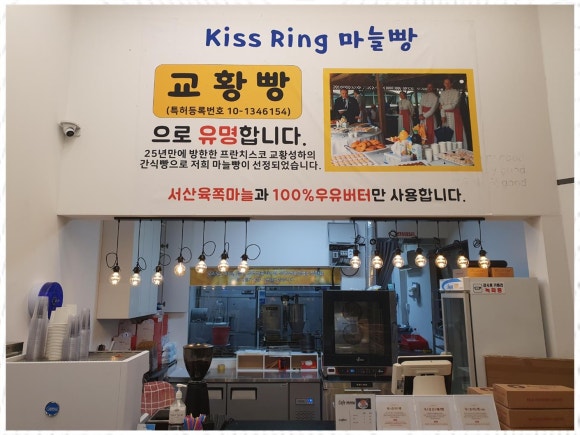 Kiss Ring 마늘빵
교황빵
(특허등록번호 10-1346154)
으로 유명합니다.
25년만에 방한한 프란치스코 교황성하의
간식빵으로 저희 마늘빵이 선정되었습니다.
서산육쪽마늘과 100%우유버터만 사용합니다.
녹화중